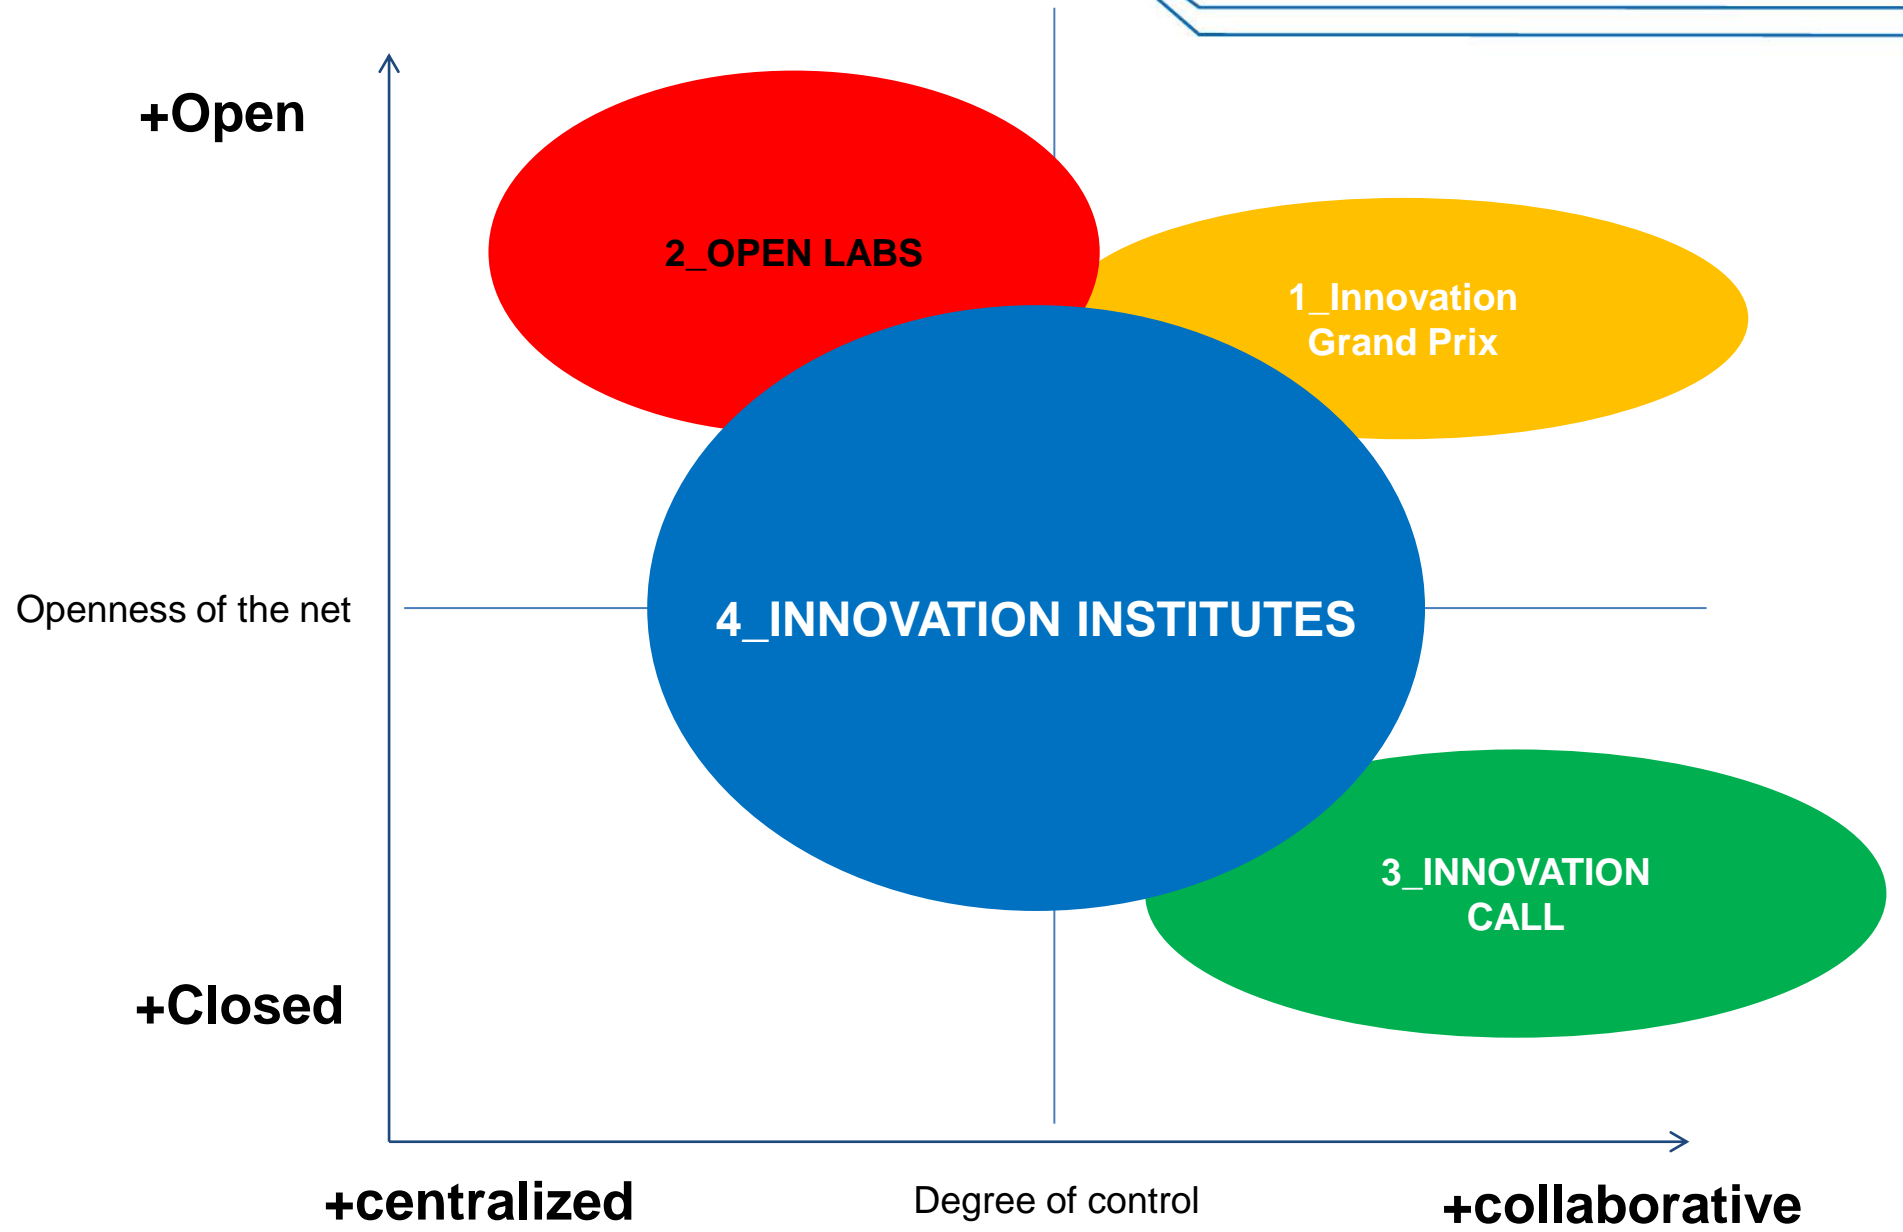 +Open
2_OPEN LABS
1_Innovation
Grand Prix
Openness of the net
4_INNOVATION INSTITUTES
3_INNOVATION
CALL
+Closed
+centralized
Degree of control
+collaborative